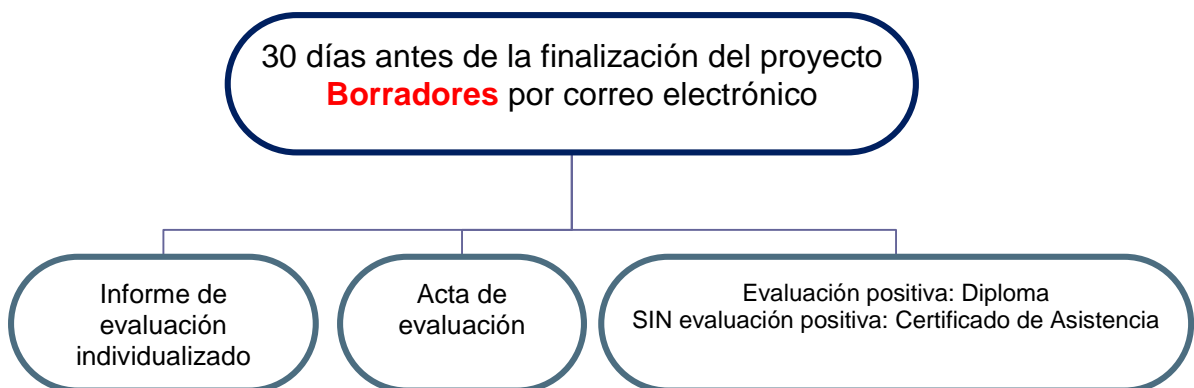 30 días antes de la finalización del proyecto
Borradores por correo electrónico
Informe de
evaluación
individualizado
Acta de
evaluación
Evaluación positiva: Diploma
SIN evaluación positiva: Certificado de Asistencia